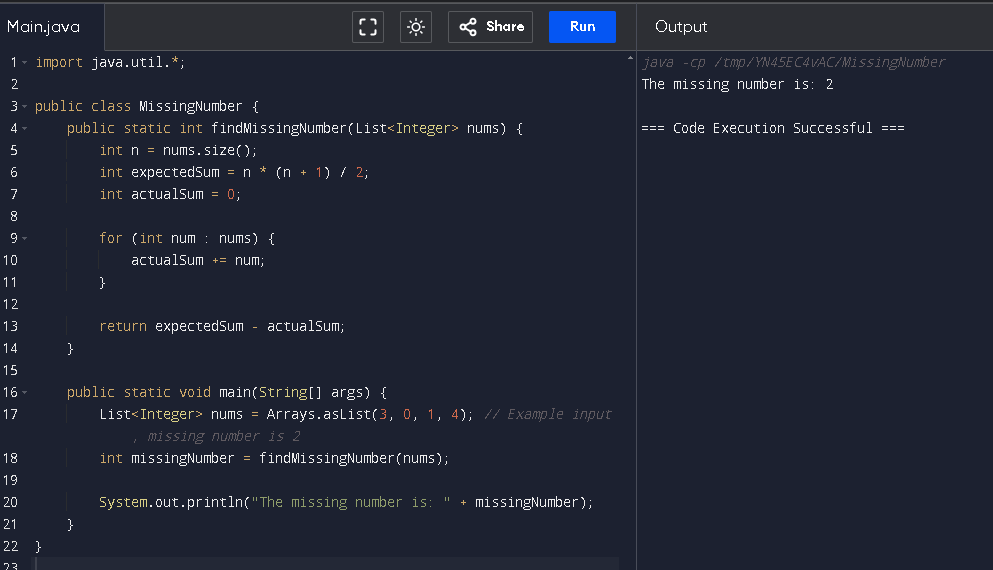 Main.java
Share
Run
Output
1 import java.util.*;
2
3 public class MissingNumber {
4     public static int findMissingNumber(List<Integer> nums) {
5         int n = nums.size();
6         int expectedSum = n * (n + 1) / 2;
7         int actualSum = 0;
8
9         for (int num : nums) {
10             actualSum += num;
11         }
12
13         return expectedSum - actualSum;
14     }
15
16     public static void main(String[] args) {
17         List<Integer> nums = Arrays.asList(3, 0, 1, 4); // Example input
, missing number is 2
18         int missingNumber = findMissingNumber(nums);
19
20         System.out.println("The missing number is: " + missingNumber);
21     }
22 }
23
java -cp /tmp/YN45EC4vAC/MissingNumber
The missing number is: 2
=== Code Execution Successful ===